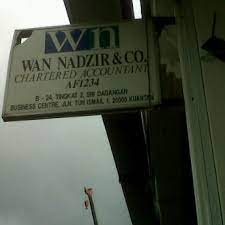 wn
WAN NADZIR & CO.
CHARTERED ACCOUNTANT
AF1234
B - 24, TINGKAT 2, SRI DAGANGAN
BUSINESS CENTRE, JLN. TUN ISMAIL 1, 25000 KUANTAN